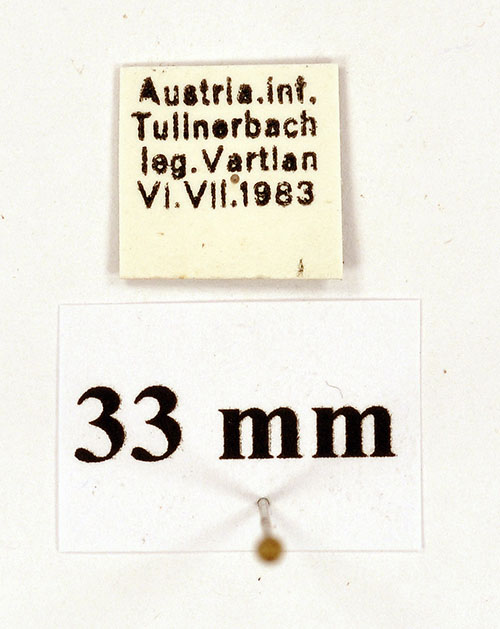 Austria.inf.
Tullnerbach
leg.Vartian
VI.VII.1983
33 mm